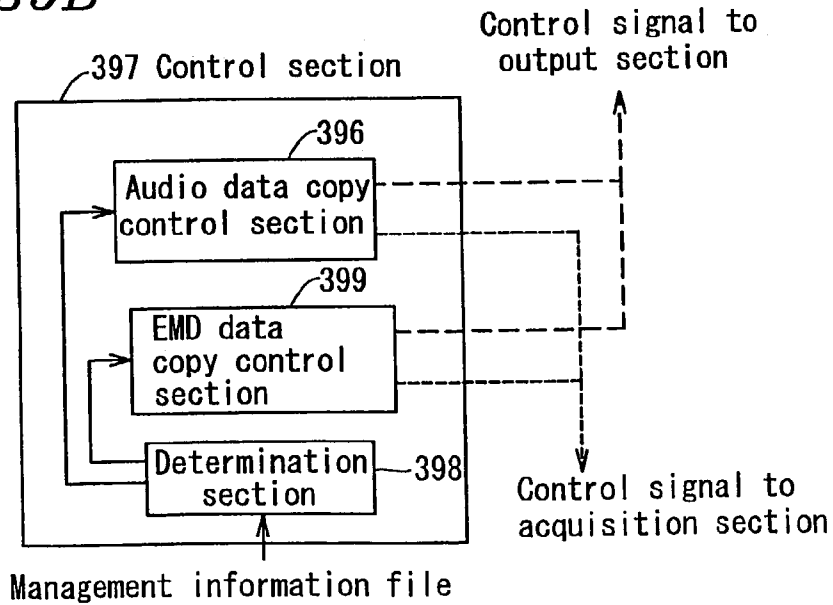 Control signal to
output section
397 Control section
396
Audio data copy
control section
399
EMD data
copy control
section
Determination
section
398
Control signal to
acquisition section
Management information file